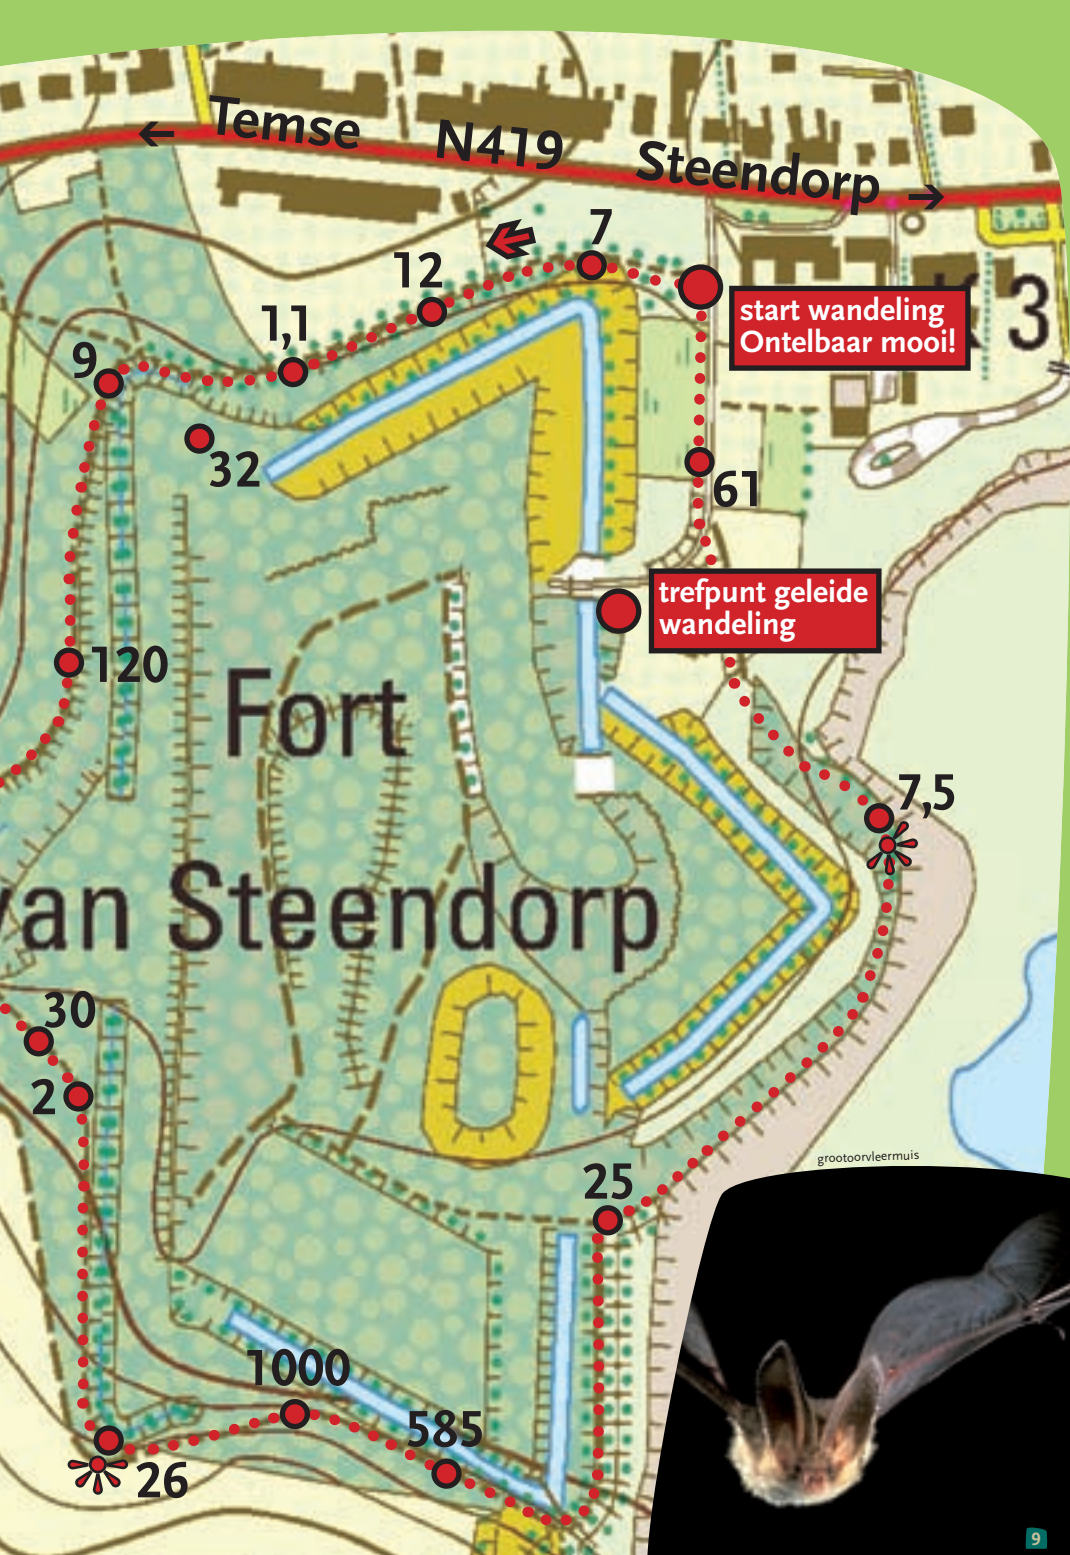 Temse N419 Steendorp
7
12
1,1
9
32
start wandeling
Ontelbaar mooi!
K 3
61
trefpunt geleide
wandeling
120
Fort
7,5
van Steendorp
30
2
grootoorvleermuis
25
1000
585
26
9